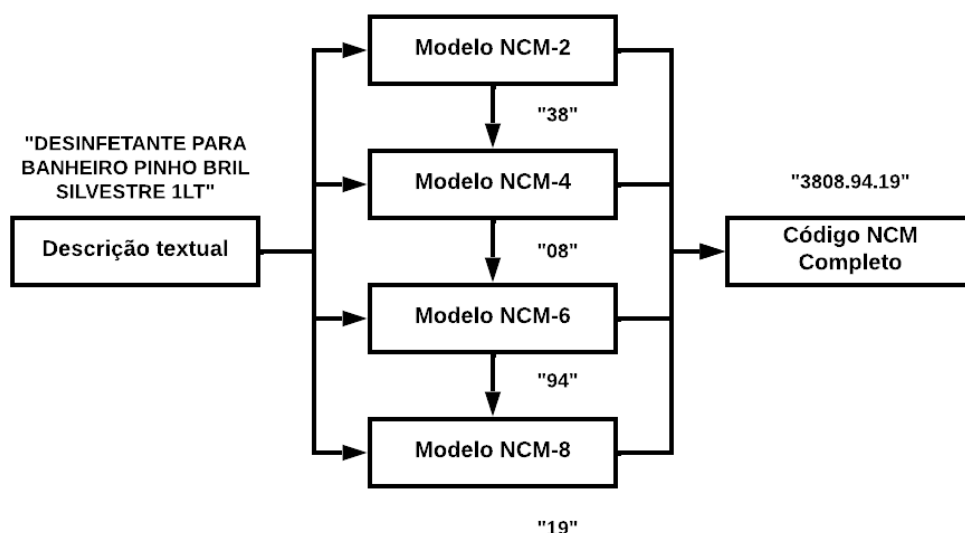 Modelo NCM-2
"38"
"DESINFETANTE PARA
BANHEIRO PINHO BRIL
SILVESTRE 1LT"
Modelo NCM-4
"3808.94.19"
Descrição textual
"08"
Código NCM
Completo
Modelo NCM-6
"94"
Modelo NCM-8
"19"